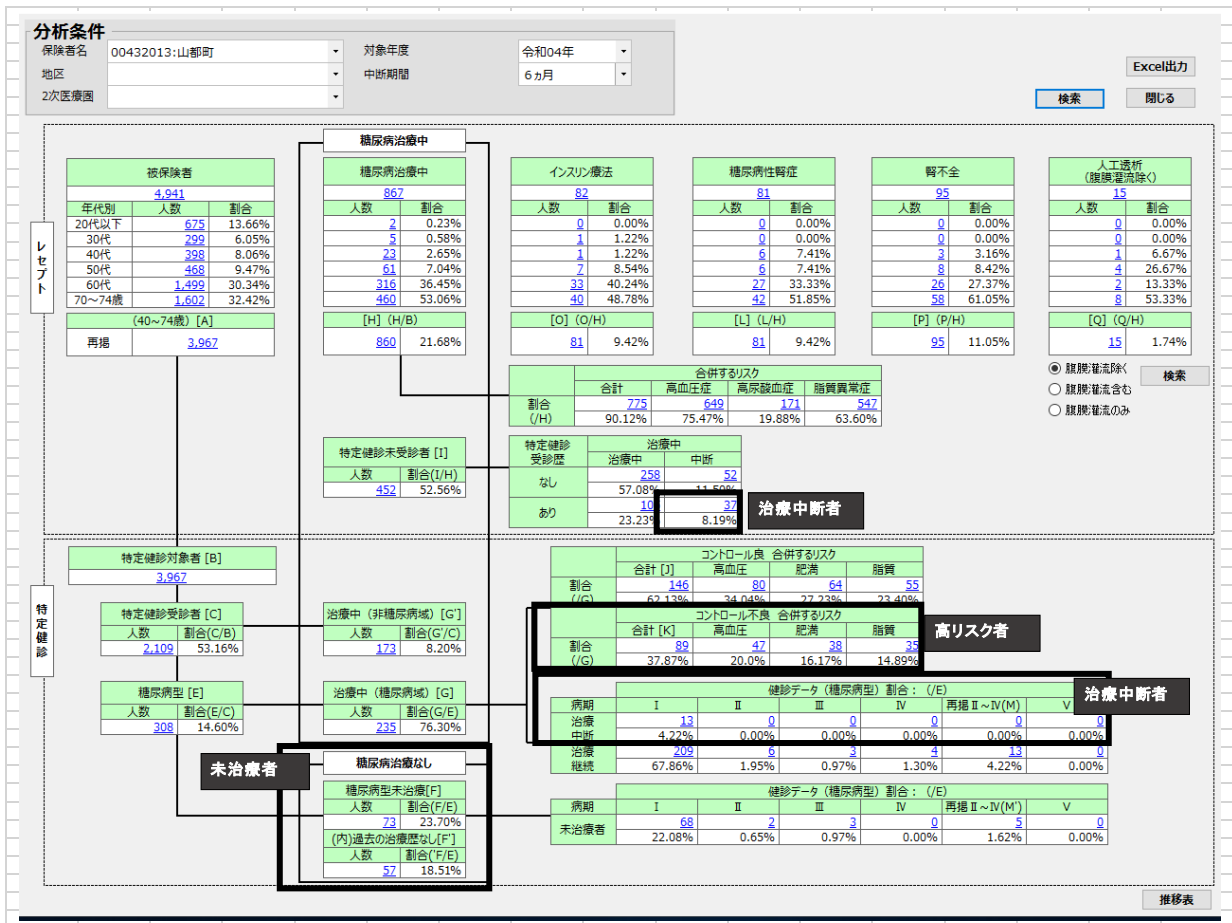 分析条件
保険者名 00432013:山都町 対象年度 令和04年
地区 中断期間 6ヵ月
2次医療圏
Excel出力
検索 閉じる
糖尿病治療中
レセプト
被保険者 糖尿病治療中 インスリン療法 糖尿病性腎症 腎不全 人工透析
(腹膜灌流除く)
4,941 867 82 81 95 15
年代別 人数 割合 人数 割合 人数 割合 人数 割合 人数 割合 人数 割合
20代以下 675 13.66% 2 0.23% 0 0.00% 0 0.00% 0 0.00% 0 0.00%
30代 299 6.05% 5 0.58% 1 1.22% 0 0.00% 0 0.00% 0 0.00%
40代 398 8.06% 23 2.65% 1 1.22% 6 7.41% 3 3.16% 1 6.67%
50代 468 9.47% 61 7.04% 7 8.54% 6 7.41% 8 8.42% 4 26.67%
60代 1,499 30.34% 316 36.45% 33 40.24% 27 33.33% 26 27.37% 2 13.33%
70～74歳 1,602 32.42% 460 53.06% 40 48.78% 42 51.85% 58 61.05% 8 53.33%
(40~74歳) [A] [H] (H/B) [O] (O/H) [L] (L/H) [P] (P/H) [Q] (Q/H)
再掲 3,967 860 21.68% 81 9.42% 81 9.42% 95 11.05% 15 1.74%
腹膜灌流除く 検索
腹膜灌流含む
腹膜灌流のみ
合併するリスク
合計 高血圧症 高尿酸血症 脂質異常症
割合 775 649 171 547
(/H) 90.12% 75.47% 19.88% 63.60%
特定健診未受診者 [I]
人数 割合(I/H)
452 52.56%
特定健診
受診歴 治療中
治療中 中断
なし 258 52
57.08%
あり 10 37
23.23% 8.19%
治療中断者
特定健診
特定健診対象者 [B]
3,967
コントロール良 合併するリスク
合計 [J] 高血圧 肥満 脂質
割合 146 80 64 55
(/G) 62.13% 34.04% 27.23% 23.40%
特定健診受診者 [C] 治療中（非糖尿病域）[G']
人数 割合(C/B) 人数 割合(G'/C)
2,109 53.16% 173 8.20%
コントロール不良 合併するリスク
合計 [K] 高血圧 肥満 脂質
割合 89 47 38 35
(/G) 37.87% 20.0% 16.17% 14.89%
高リスク者
糖尿病型 [E] 治療中（糖尿病域）[G]
人数 割合(E/C) 人数 割合(G/E)
308 14.60% 235 76.30%
健診データ（糖尿病型）割合：（/E）
病期 I II III IV 再掲II～IV(M) V
治療 13 0 0 0 0 0
中断 4.22% 0.00% 0.00% 0.00% 0.00% 0.00%
治療 209 6 3 4 13 0
継続 67.86% 1.95% 0.97% 1.30% 4.22% 0.00%
治療中断者
未治療者
糖尿病治療なし
糖尿病型未治療[F]
人数 割合(F/E)
73 23.70%
(内)過去の治療歴なし[F']
人数 割合('F/E)
57 18.51%
健診データ（糖尿病型）割合：（/E）
病期 I II III IV 再掲II～IV(M') V
未治療者 68 2 3 0 5 0
22.08% 0.65% 0.97% 0.00% 1.62% 0.00%
推移表